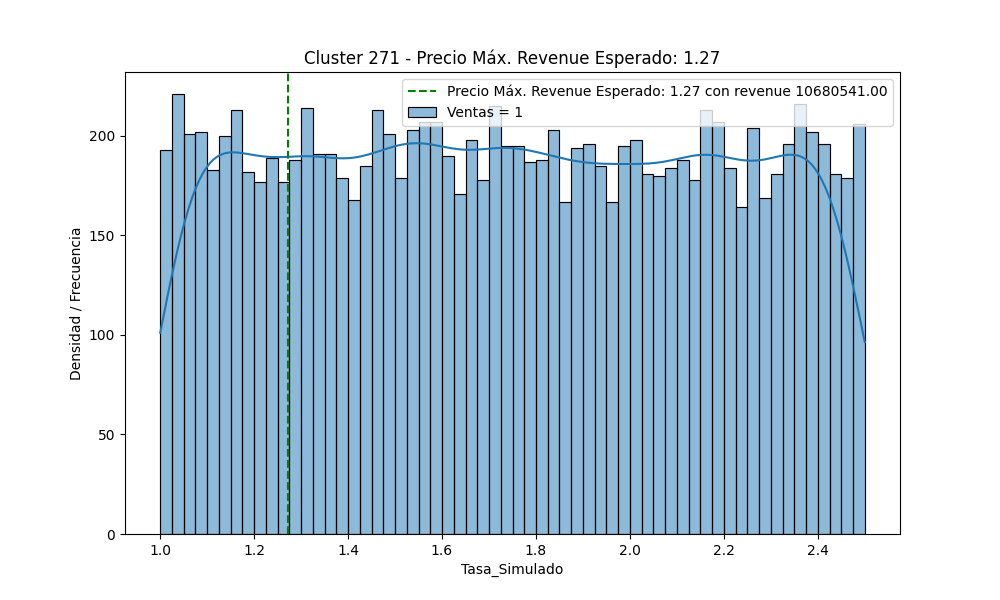 Cluster 271 - Precio Máx. Revenue Esperado: 1.27
Precio Máx. Revenue Esperado: 1.27 con revenue 10680541.00
Ventas = 1
200
150
100
50
0
Densidad / Frecuencia
1.0 1.2 1.4 1.6 1.8 2.0 2.2 2.4
Tasa_Simulado